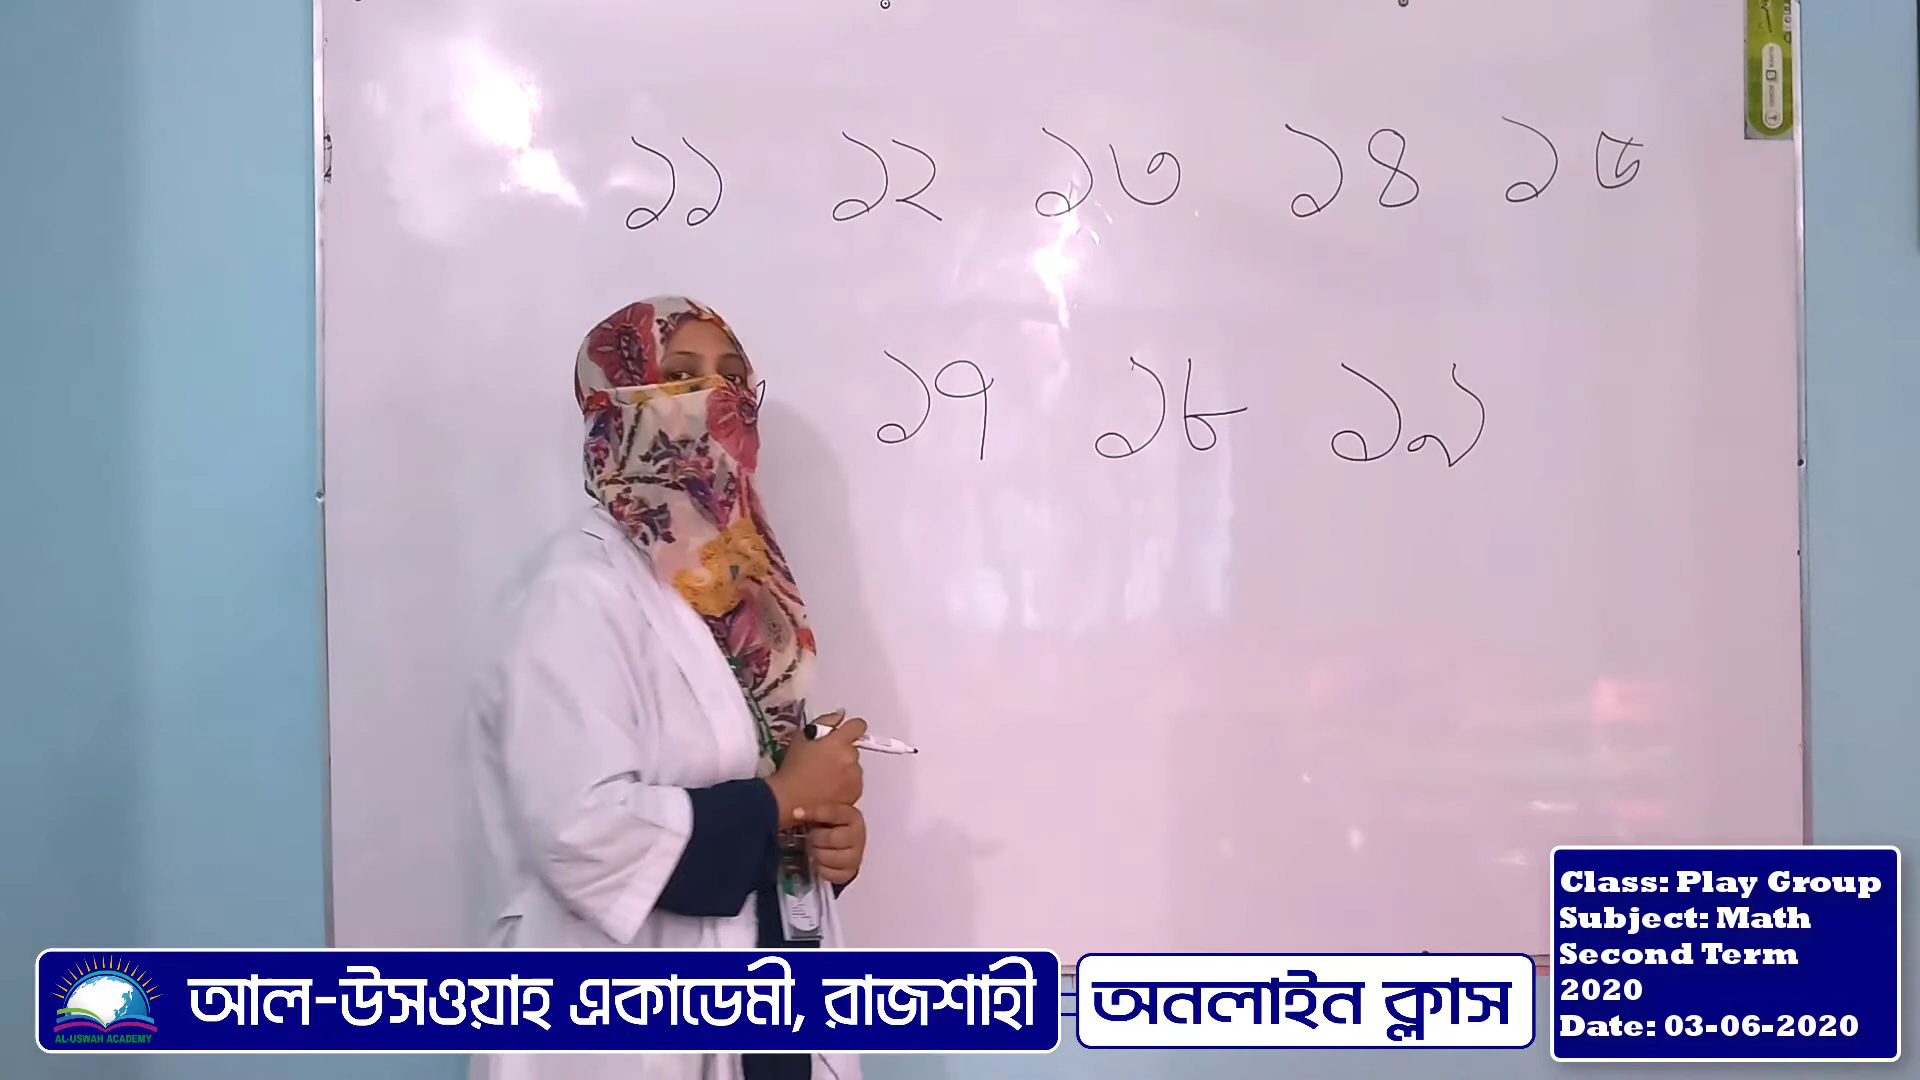 ১১ ১২ ১৩ ১৪ ১৫
১৭ ১৮ ১৯
আল-উসওয়াহ একাডেমী, রাজশাহী
AL-USWAH ACADEMY
অনলাইন ক্লাস
Class: Play Group
Subject: Math
Second Term
2020
Date: 03-06-2020